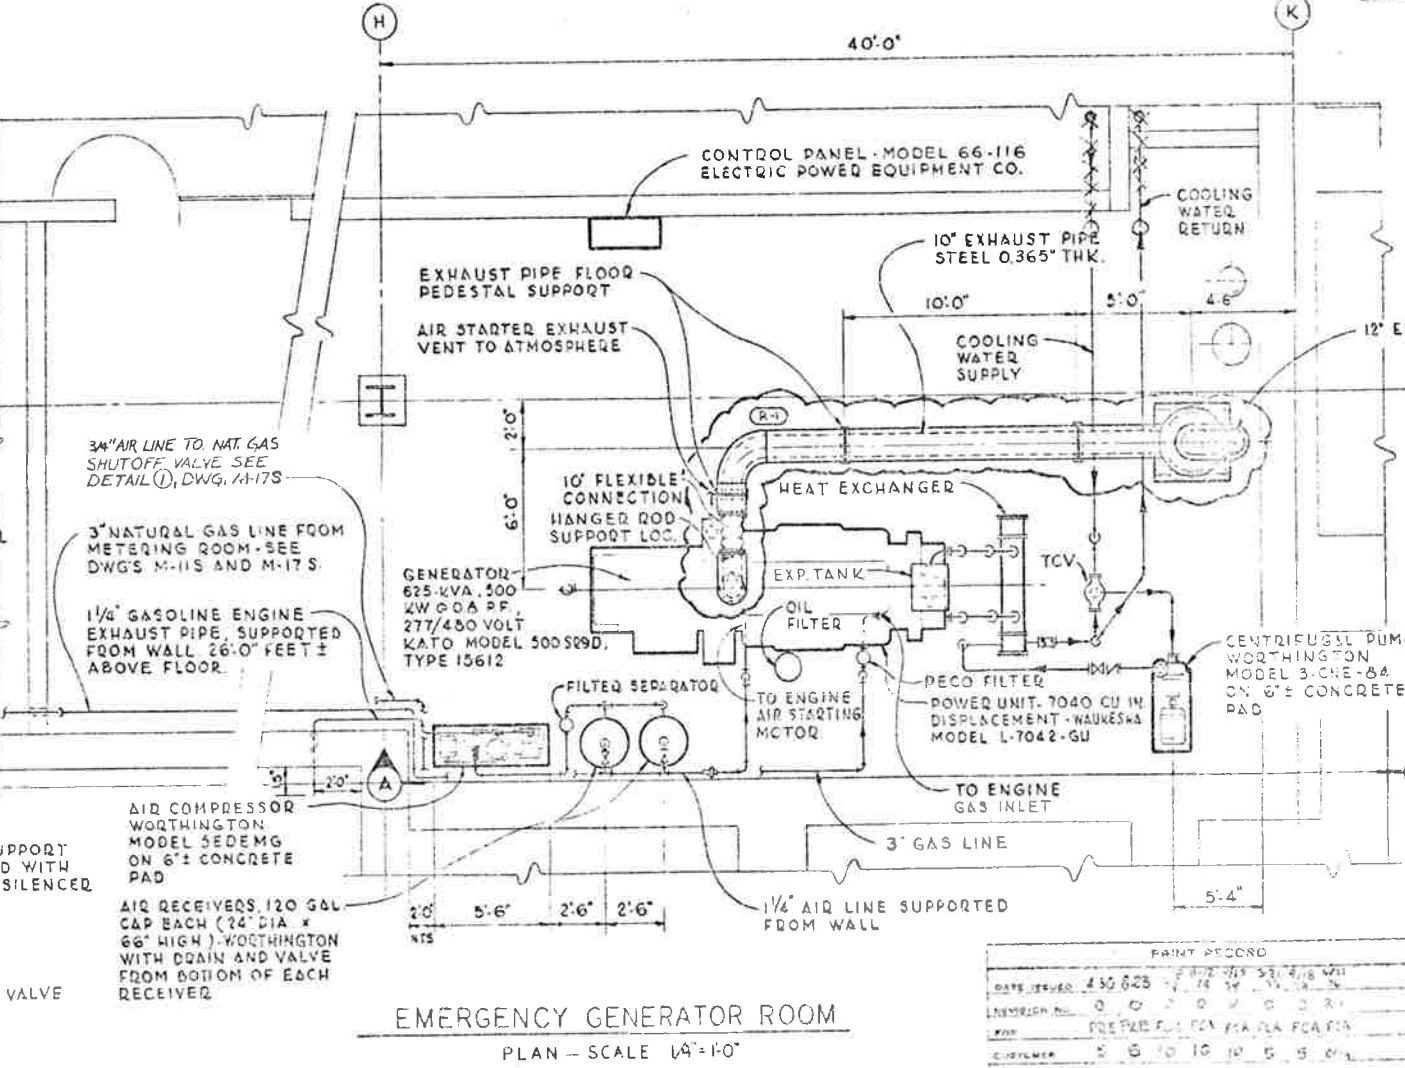 H
K
40'-0"
CONTROL PANEL - MODEL 66-116
ELECTRIC POWER EQUIPMENT CO.
COOLING
WATER
RETURN
10" EXHAUST PIPE
STEEL 0.365" THK.
EXHAUST PIPE FLOOR
PEDESTAL SUPPORT
10'-0"
5'-0"
4'-6"
AIR STARTER EXHAUST
VENT TO ATMOSPHERE
COOLING
WATER
SUPPLY
12" E
2'-0"
R-1
3/4" AIR LINE TO NAT. GAS
SHUTOFF VALVE SEE
DETAIL 1, DWG. M-17S
10" FLEXIBLE
CONNECTION
HANGER ROD
SUPPORT LOC.
HEAT EXCHANGER
6'-0"
3" NATURAL GAS LINE FROM
METERING ROOM - SEE
DWG'S M-11S AND M-17S.
GENERATOR
625-KVA, 500
KW @ 0.8 P.F.,
277/480 VOLT
KATO MODEL 500SR9D,
TYPE 15612
EXP. TANK
TCV
OIL
FILTER
1 1/4" GASOLINE ENGINE
EXHAUST PIPE, SUPPORTED
FROM WALL 26'-0" FEET ±
ABOVE FLOOR.
CENTRIFUGAL PUMP
WORTHINGTON
MODEL 3-CNE-84
ON 6"± CONCRETE
PAD
FILTER SEPARATOR
TO ENGINE
AIR STARTING
MOTOR
PECO FILTER
POWER UNIT - 7040 CU IN.
DISPLACEMENT - WAUKESHA
MODEL L-7042-GU
2'-0"
A
TO ENGINE
GAS INLET
AIR COMPRESSOR
WORTHINGTON
MODEL 5EDEMG
ON 6"± CONCRETE
PAD
3" GAS LINE
UPPORT
D WITH
SILENCER
AIR RECEIVERS, 120 GAL.
CAP EACH (24" DIA. x
66" HIGH) - WORTHINGTON
WITH DRAIN AND VALVE
FROM BOTTOM OF EACH
RECEIVER
2'-0"
NTS
5'-6"
2'-6"
2'-6"
1 1/4" AIR LINE SUPPORTED
FROM WALL
5'-4"
VALVE
EMERGENCY GENERATOR ROOM
PLAN - SCALE 1/4"=1'-0"
PRINT RECORD
DATE ISSUED
REVISION NO.
FOR
CUSTOMER